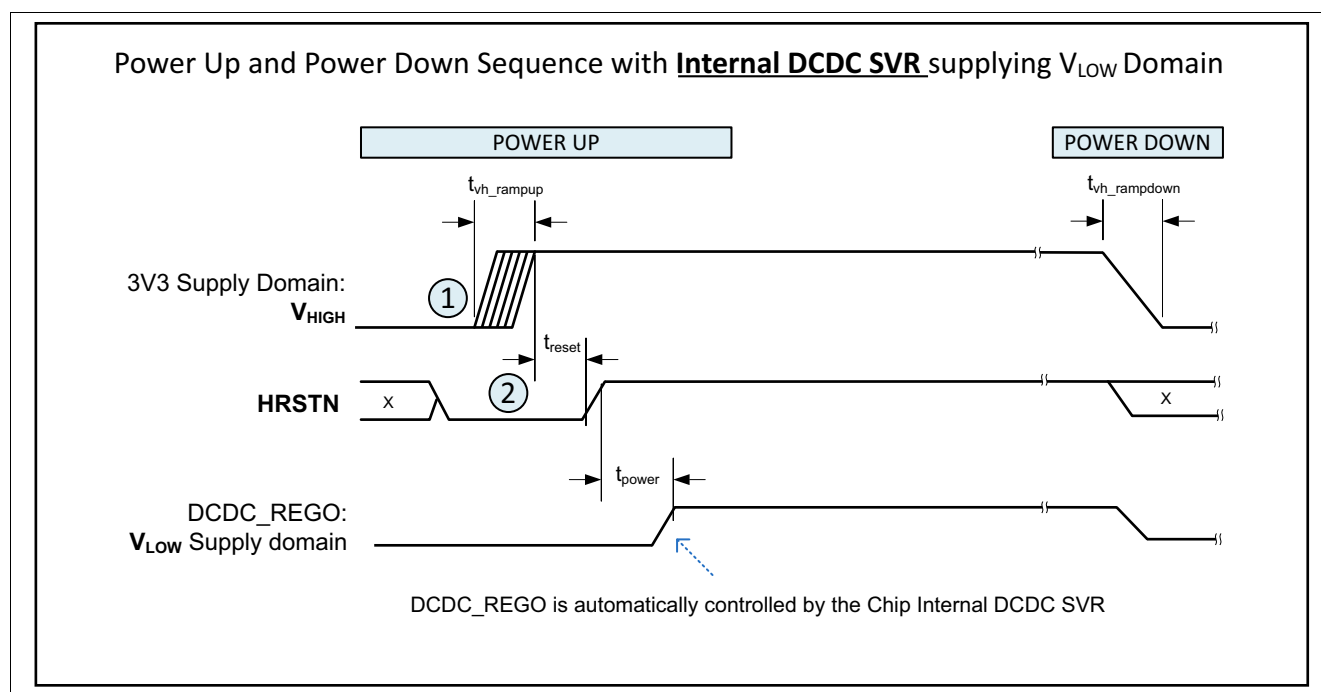 Power Up and Power Down Sequence with Internal DCDC SVR supplying VLOW Domain
POWER UP
POWER DOWN
tvh_rampup
tvh_rampdown
3V3 Supply Domain:
VHIGH
1
treset
2
HRSTN
X
X
tpower
DCDC_REGO:
VLOW Supply domain
DCDC_REGO is automatically controlled by the Chip Internal DCDC SVR